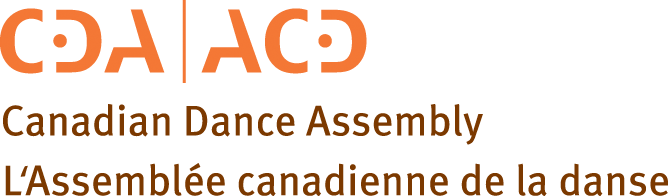 CDA | ACD
Canadian Dance Assembly
L‘Assemblée canadienne de la danse